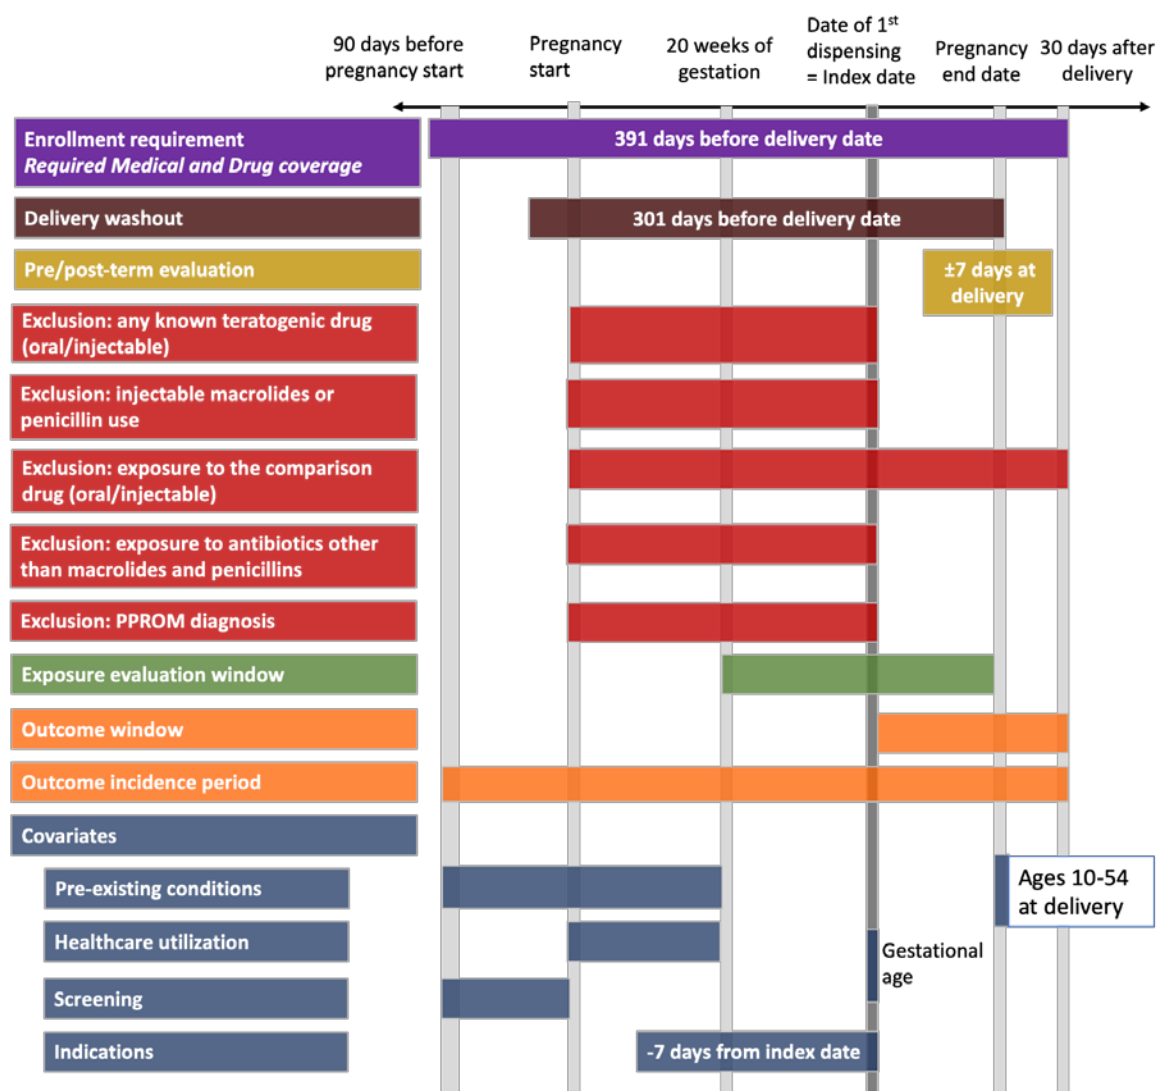 90 days before
pregnancy start
Pregnancy
start
20 weeks of
gestation
Date of 1st
dispensing
= Index date
Pregnancy
end date
30 days after
delivery
Enrollment requirement
Required Medical and Drug coverage
391 days before delivery date
Delivery washout
301 days before delivery date
Pre/post-term evaluation
±7 days at
delivery
Exclusion: any known teratogenic drug
(oral/injectable)
Exclusion: injectable macrolides or
penicillin use
Exclusion: exposure to the comparison
drug (oral/injectable)
Exclusion: exposure to antibiotics other
than macrolides and penicillins
Exclusion: PPROM diagnosis
Exposure evaluation window
Outcome window
Outcome incidence period
Covariates
Pre-existing conditions
Ages 10-54
at delivery
Healthcare utilization
Gestational
age
Screening
Indications
-7 days from index date